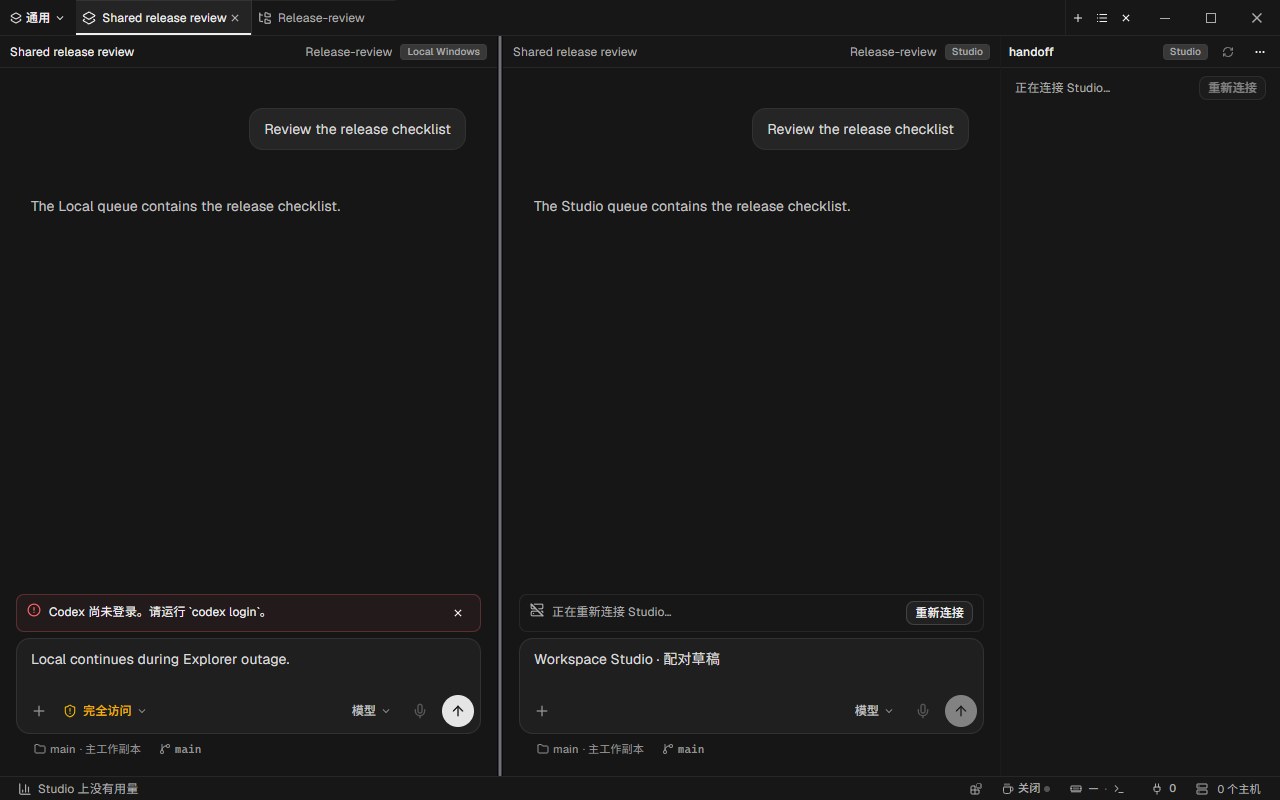 通用
Shared release review
Release-review
Shared release review
Release-review
Local Windows
Review the release checklist
The Local queue contains the release checklist.
Codex 尚未登录。请运行 `codex login`。
Local continues during Explorer outage.
完全访问
模型
main · 主工作副本
main
Shared release review
Release-review
Studio
Review the release checklist
The Studio queue contains the release checklist.
正在重新连接 Studio…
重新连接
Workspace Studio · 配对草稿
模型
main · 主工作副本
main
handoff
Studio
正在连接 Studio…
重新连接
Studio 上没有用量
关闭
0
0 个主机